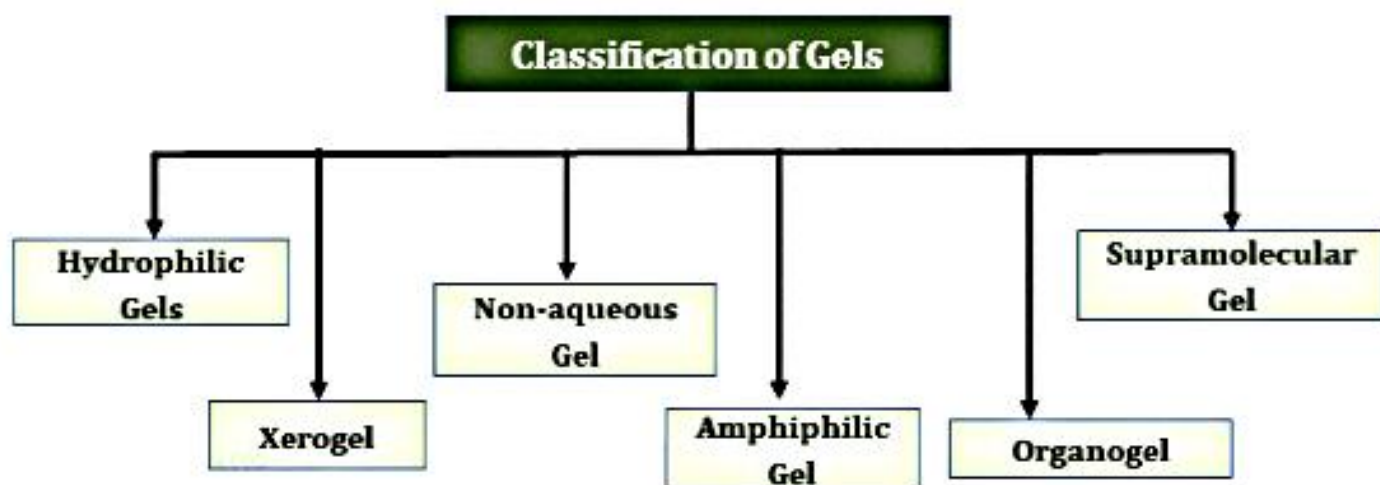 Classification of Gels
Hydrophilic
Gels
Xerogel
Non-aqueous
Gel
Amphiphilic
Gel
Organogel
Supramolecular
Gel